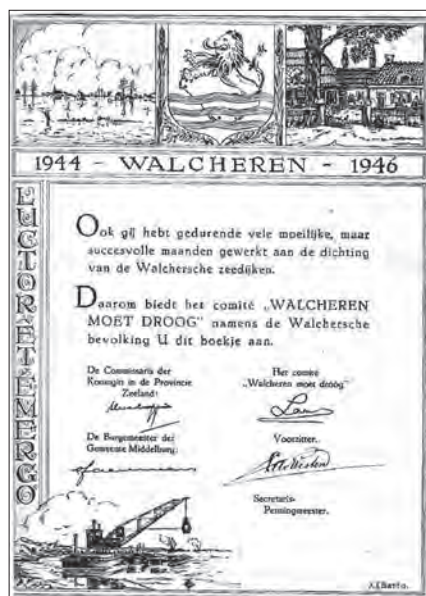 1944 - WALCHEREN - 1946
LUCTOR ET EMERGO
Ook gij hebt gedurende vele moeilijke, maar
succesvolle maanden gewerkt aan de dichting
van de Walchersche zeedijken.
Daarom biedt het comité „WALCHEREN
MOET DROOG" namens de Walchersche
bevolking U dit boekje aan.
De Commissaris der
Koningin in de Provincie
Zeeland:
De Burgemeester der
Gemeente Middelburg:
Het comité
„Walcheren moet droog"
Voorzitter.
Secretaris-
Penningmeester.